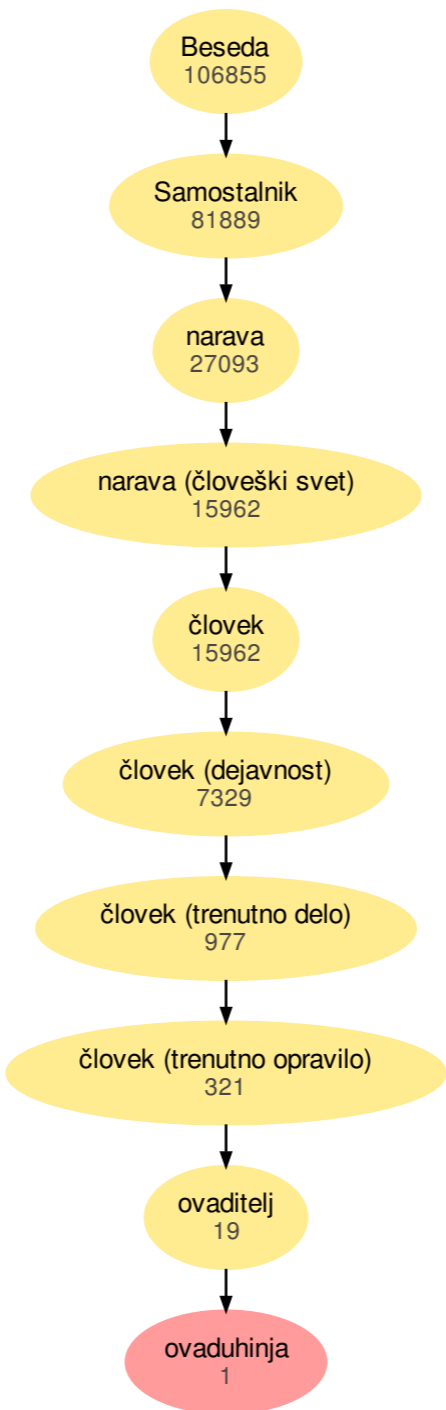 Beseda
106855
Samostalnik
81889
narava
27093
narava (človeški svet)
15962
človek
15962
človek (dejavnost)
7329
človek (trenutno delo)
977
človek (trenutno opravilo)
321
ovaditelj
19
ovaduhinja
1